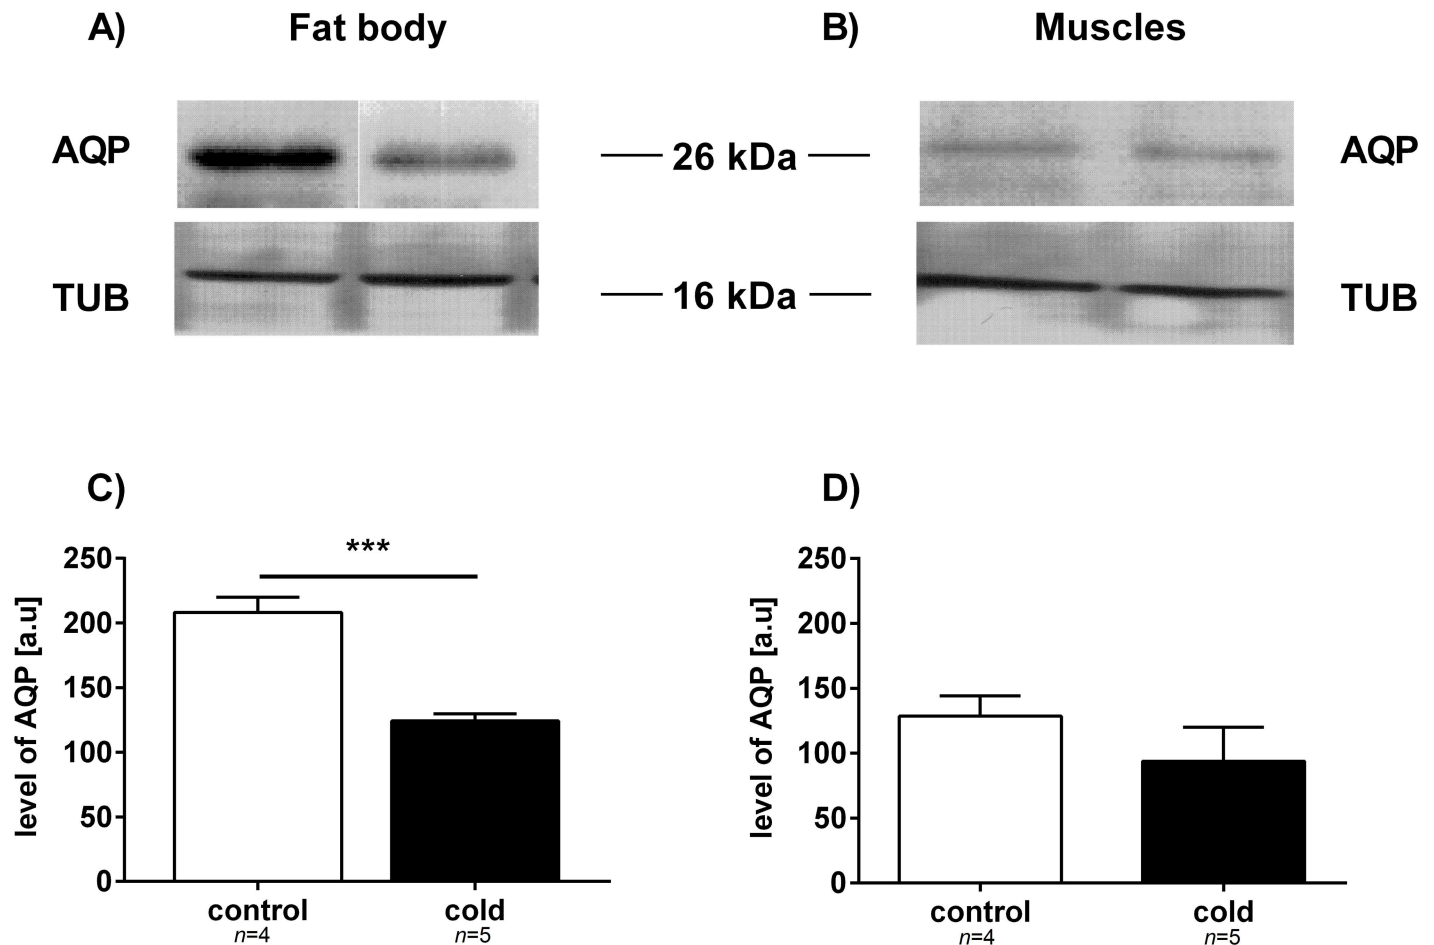 A) Fat body
B) Muscles
AQP
26 kDa
AQP
TUB
16 kDa
TUB
C)
***
level of AQP [a.u]
250
200
150
100
50
0
control
n=4
cold
n=5
D)
level of AQP [a.u]
250
200
150
100
50
0
control
n=4
cold
n=5